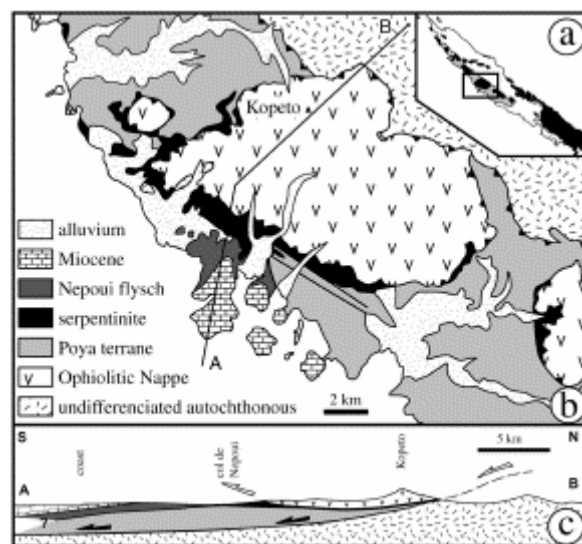 B
a
Kopeto
alluvium
Miocene
Nepoui flysch
serpentinite
Poya terrane
V Ophiolitic Nappe
undifferenciated autochthonous
A
2 km
b
S
N
coast
col de
Nepoui
Kopeto
5 km
A
B
?
c